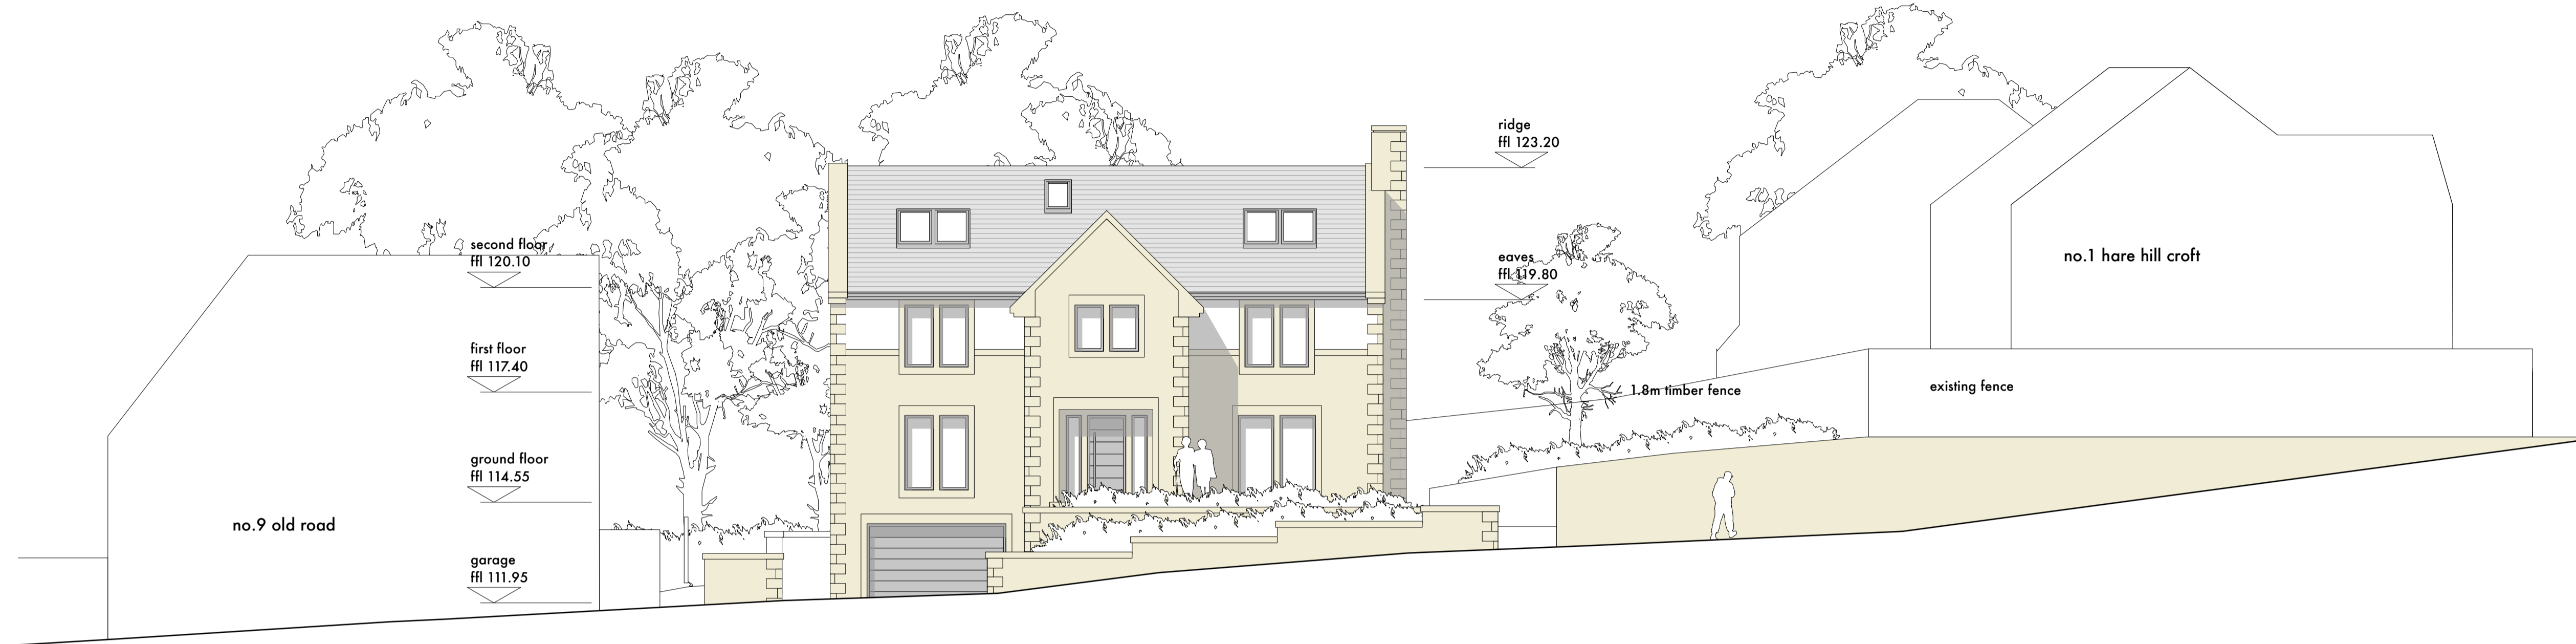 ridge
ffl 123.20
second floor
ffl 120.10
eaves
ffl 119.80
no.1 hare hill croft
first floor
ffl 117.40
1.8m timber fence
existing fence
ground floor
ffl 114.55
no.9 old road
garage
ffl 111.95